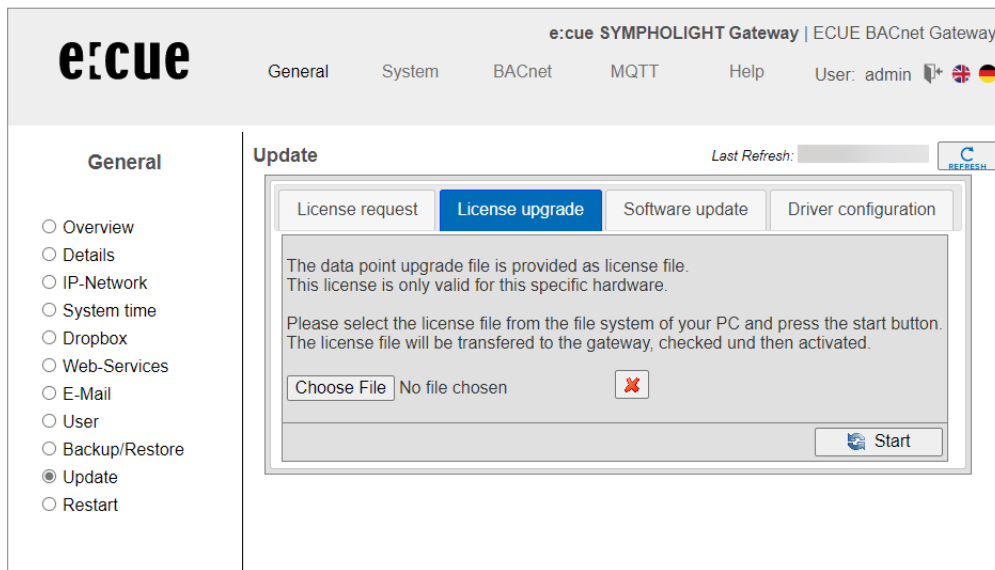 e:cue SYMPHOLIGHT Gateway | ECUE BACnet Gateway
e:cue
General System BACnet MQTT Help User: admin
General
Update
Last Refresh:
REFRESH
License request License upgrade Software update Driver configuration
Overview
Details
IP-Network
System time
Dropbox
Web-Services
E-Mail
User
Backup/Restore
Update
Restart
The data point upgrade file is provided as license file.
This license is only valid for this specific hardware.
Please select the license file from the file system of your PC and press the start button.
The license file will be transfered to the gateway, checked und then activated.
Choose File No file chosen
Start